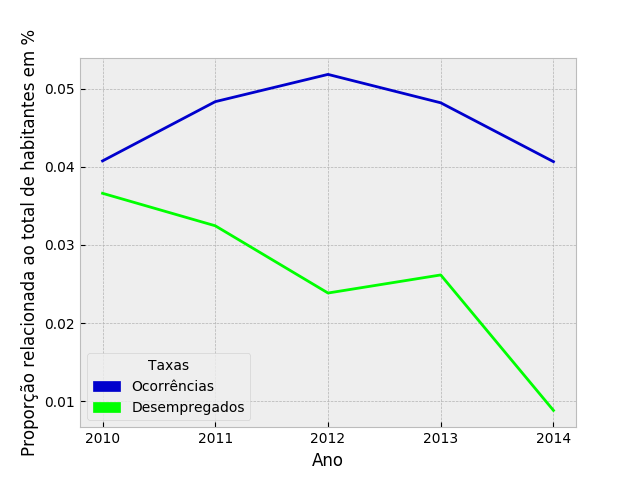 Proporção relacionada ao total de habitantes em %
0.05
0.04
0.03
0.02
0.01
Taxas
Ocorrências
Desempregados
2010 2011 2012 2013 2014
Ano